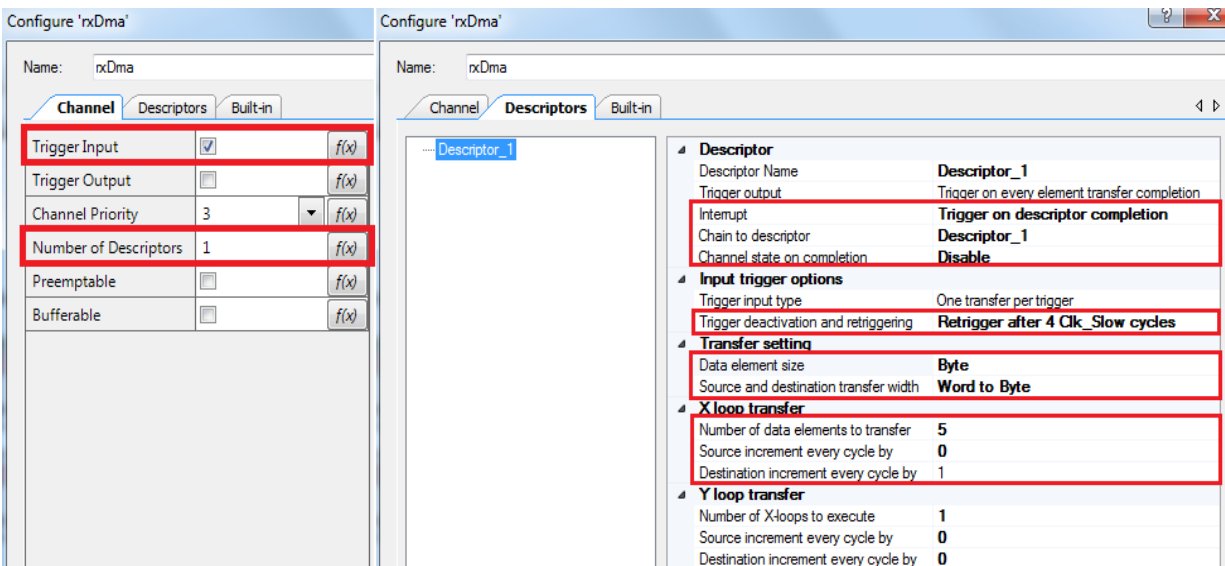 Configure 'rxDma'
Name: rxDma
Channel Descriptors Built-in
Trigger Input f(x)
Trigger Output f(x)
Channel Priority 3 f(x)
Number of Descriptors 1 f(x)
Preemptable f(x)
Bufferable f(x)
Configure 'rxDma' ? X
Name: rxDma
Channel Descriptors Built-in
Descriptor_1
Descriptor
Descriptor Name Descriptor_1
Trigger output Trigger on every element transfer completion
Interrupt Trigger on descriptor completion
Chain to descriptor Descriptor_1
Channel state on completion Disable
Input trigger options
Trigger input type One transfer per trigger
Trigger deactivation and retriggering Retrigger after 4 Clk_Slow cycles
Transfer setting
Data element size Byte
Source and destination transfer width Word to Byte
X loop transfer
Number of data elements to transfer 5
Source increment every cycle by 0
Destination increment every cycle by 1
Y loop transfer
Number of X-loops to execute 1
Source increment every cycle by 0
Destination increment every cycle by 0